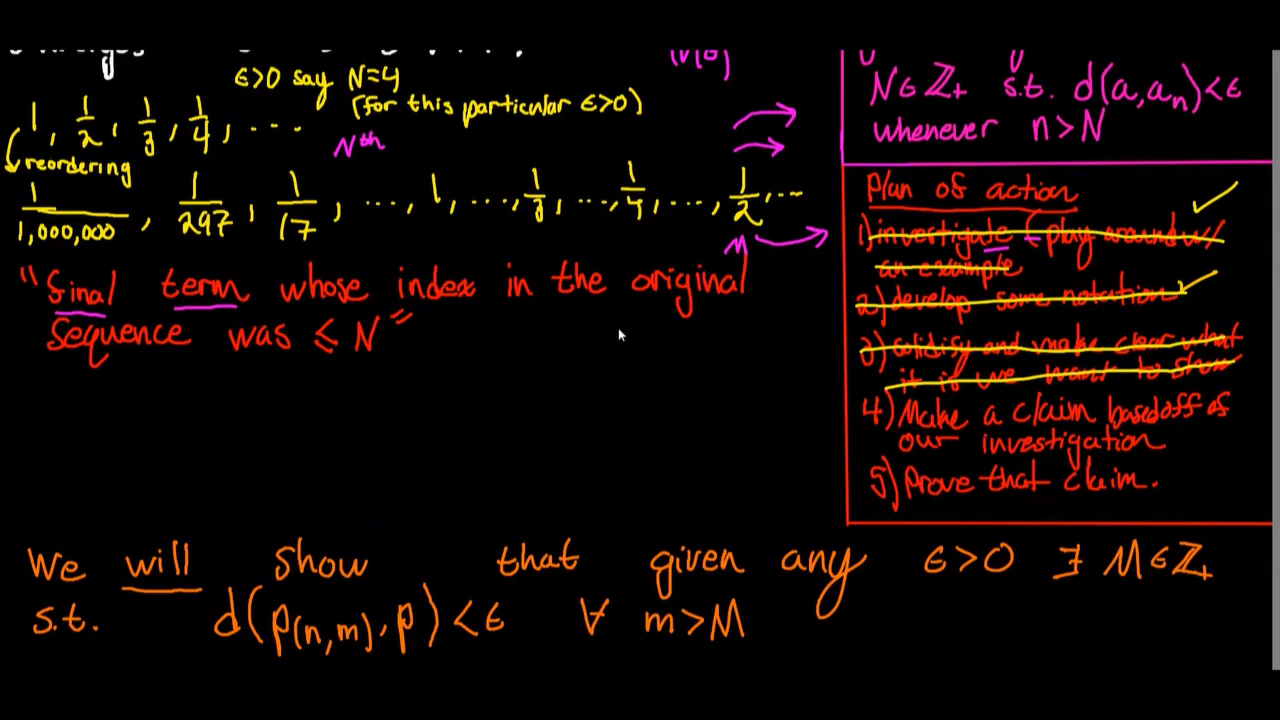 ϵ>0 say N=4
(for this particular ϵ>0)
1, 1/2, 1/3, 1/4, ...
reordering
Nth
1/1,000,000, 1/297, 1/17, ..., 1, ..., 1/3, ..., 1/4, ..., 1/2, ...
M
"final term whose index in the original
sequence was ≤ N"
N∈ℤ+ s.t. d(a,an)<ϵ
whenever n>N
Plan of action
1) investigate (play around w/
an example
2) develop some notation
3) solidify and make clear what
it is we want to show
4) Make a claim based off of
our investigation
5) Prove that claim.
We will show that given any ϵ>0 ∃ M∈ℤ+
s.t. d(p(n,m), p) <ϵ ∀ m>M